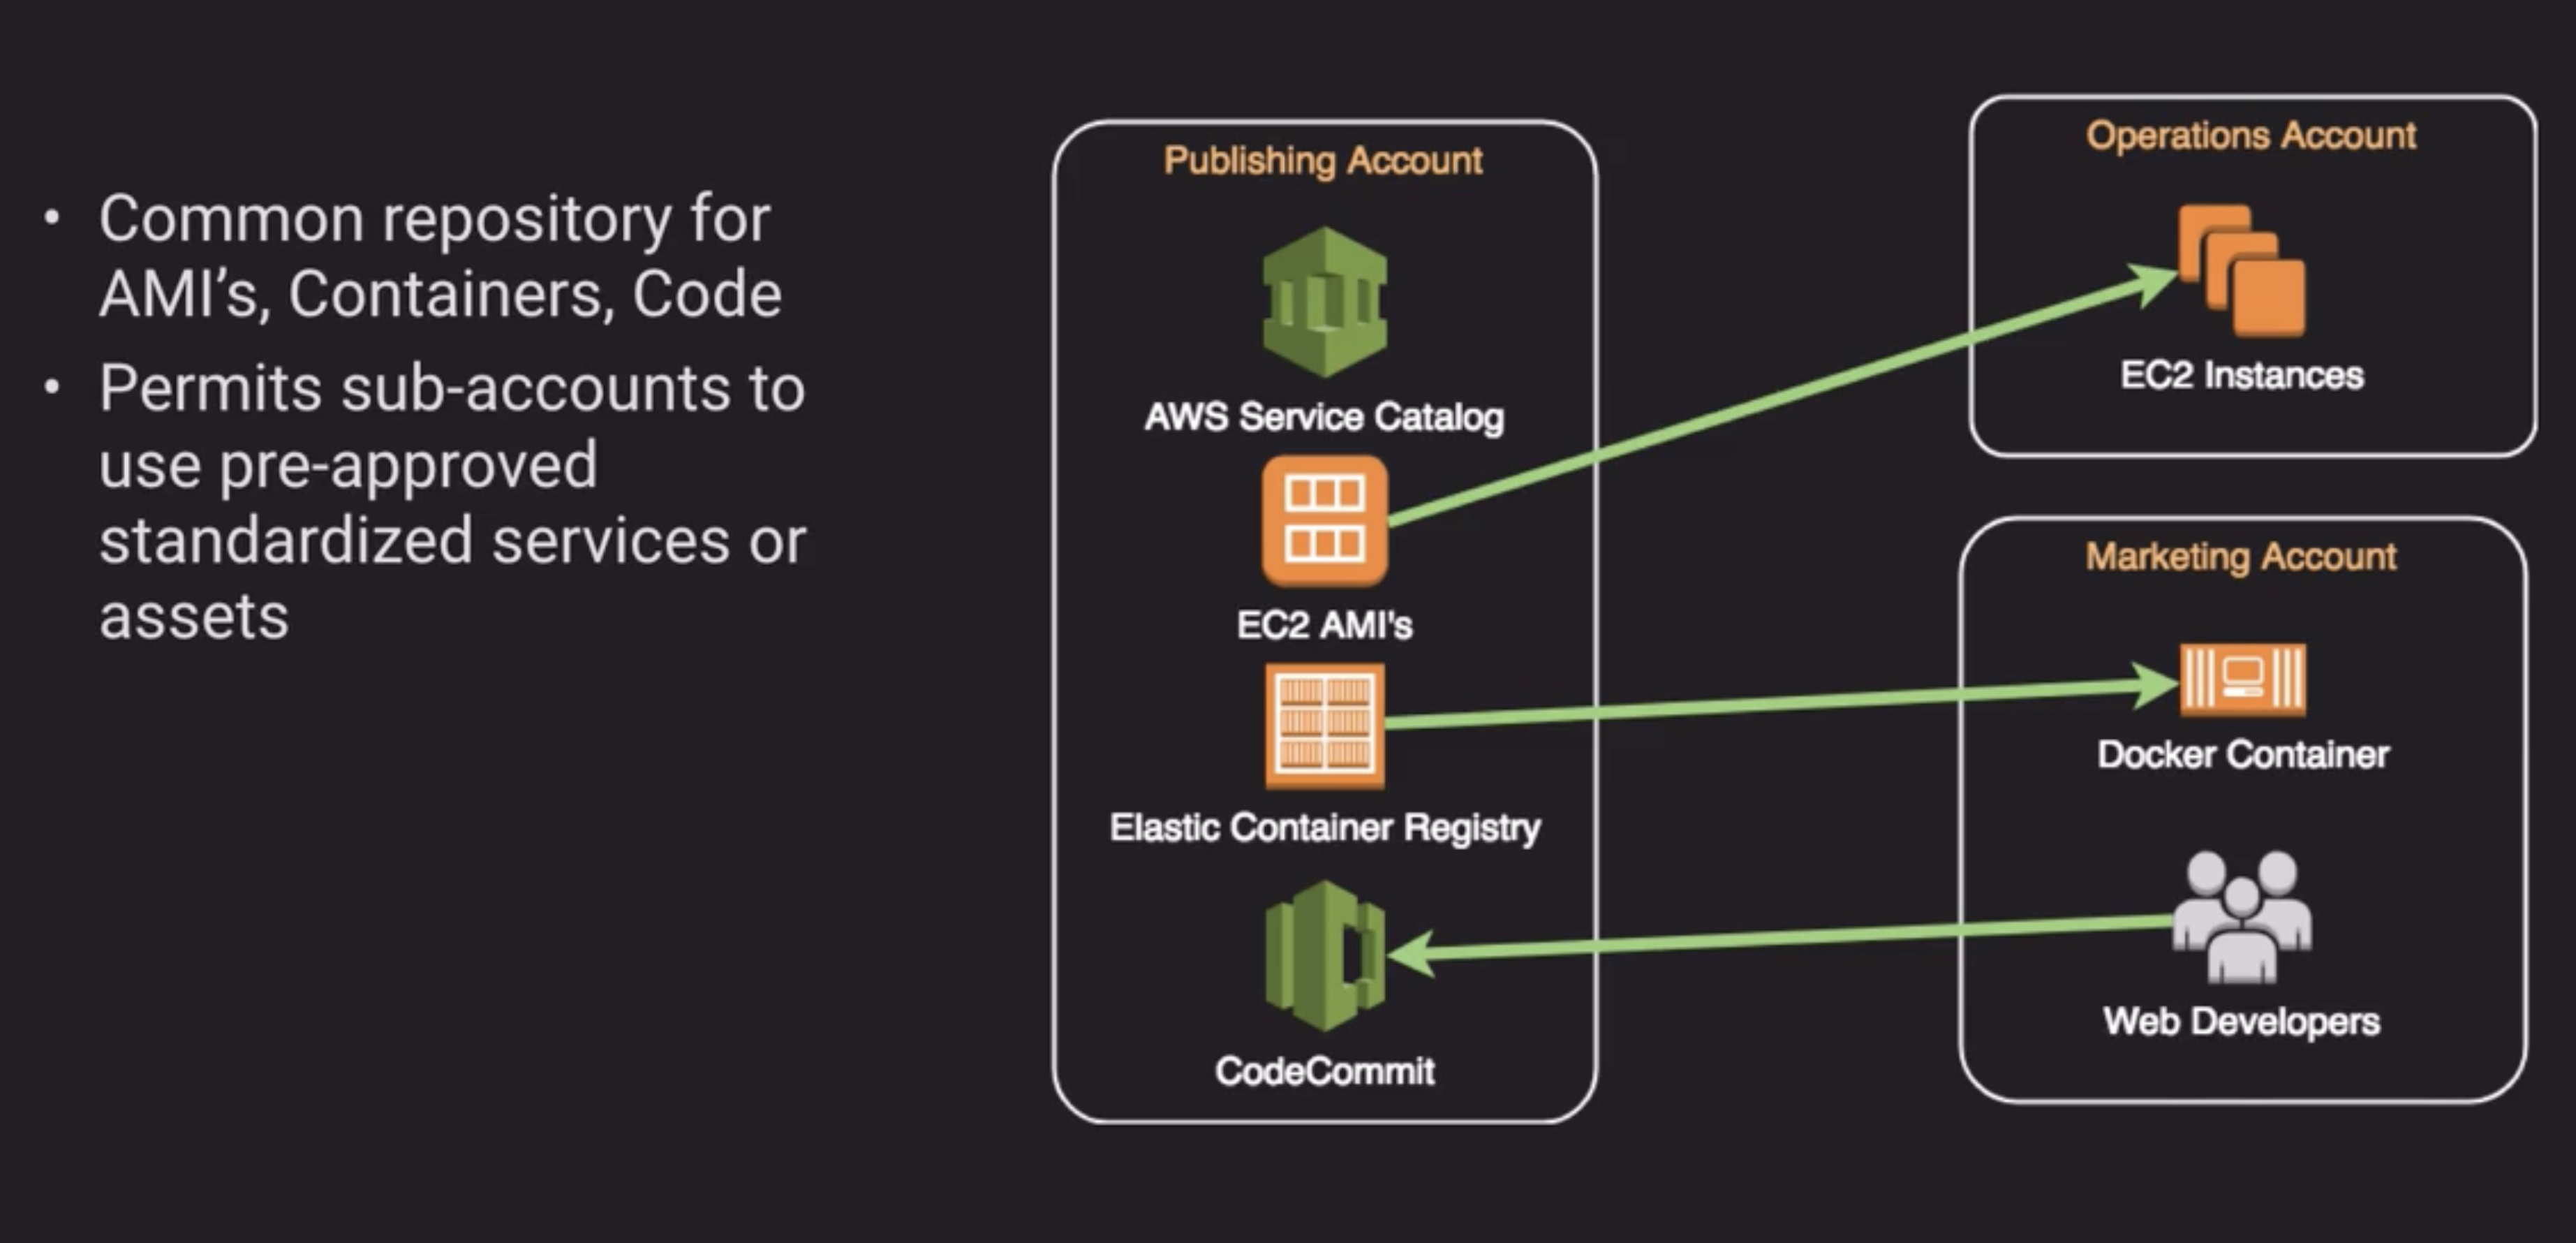 • Common repository for
AMI’s, Containers, Code
• Permits sub-accounts to
use pre-approved
standardized services or
assets
Publishing Account
AWS Service Catalog
EC2 AMI's
Elastic Container Registry
CodeCommit
Operations Account
EC2 Instances
Marketing Account
Docker Container
Web Developers